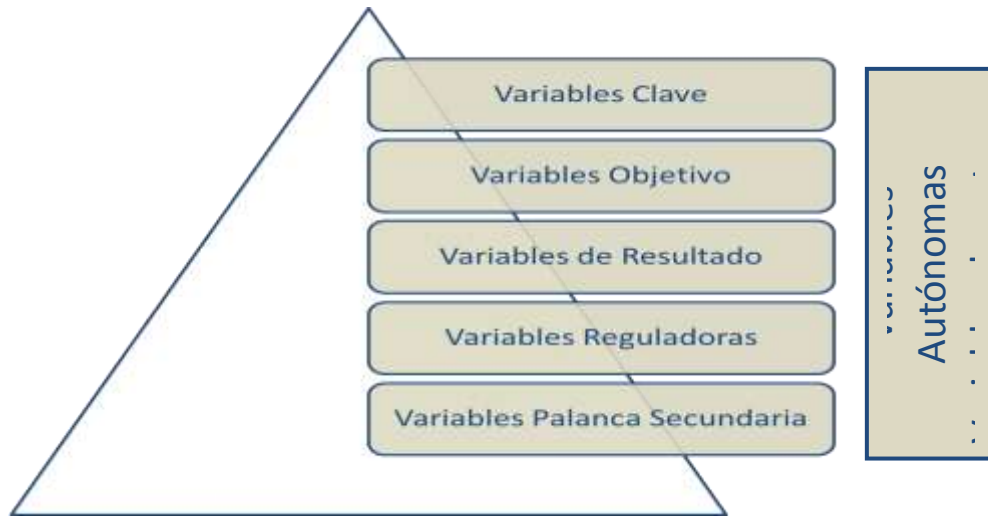 Variables Clave
Variables Objetivo
Variables de Resultado
Variables Reguladoras
Variables Palanca Secundaria
Autónomas